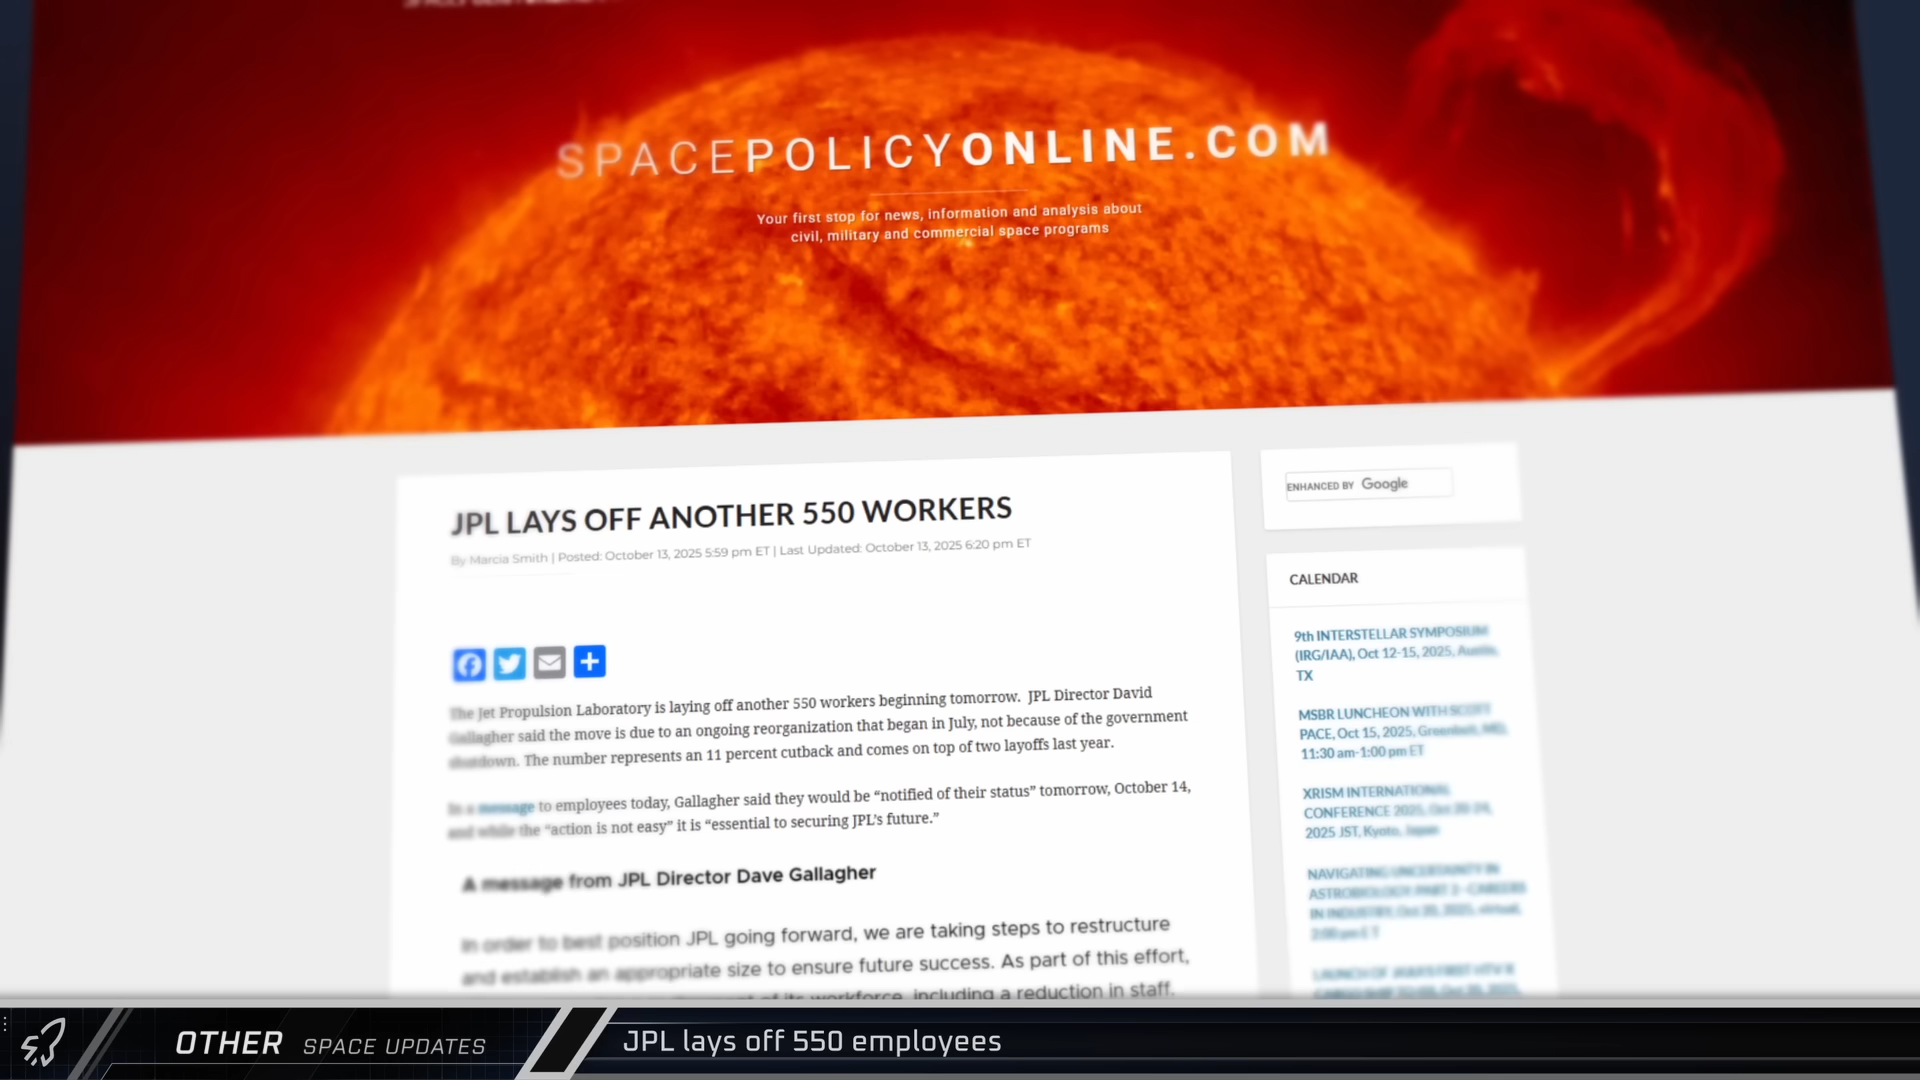 SPACEPOLICYONLINE.COM
Your first stop for news, information and analysis about
civil, military and commercial space programs
JPL LAYS OFF ANOTHER 550 WORKERS
By Marcia Smith | Posted: October 13, 2025 5:59 pm ET | Last Updated: October 13, 2025 6:20 pm ET
The Jet Propulsion Laboratory is laying off another 550 workers beginning tomorrow. JPL Director David
Gallagher said the move is due to an ongoing reorganization that began in July, not because of the government
shutdown. The number represents an 11 percent cutback and comes on top of two layoffs last year.
In a message to employees today, Gallagher said they would be “notified of their status” tomorrow, October 14,
and while the “action is not easy” it is “essential to securing JPL’s future.”
A message from JPL Director Dave Gallagher
In order to best position JPL going forward, we are taking steps to restructure
and establish an appropriate size to ensure future success. As part of this effort,
of its workforce, including a reduction in staff.
ENHANCED BY Google
CALENDAR
9th INTERSTELLAR SYMPOSIUM
(IRG/IAA), Oct 12-15, 2025, Austin,
TX
MSBR LUNCHEON WITH SCOTT
PACE, Oct 15, 2025, Greenbelt, MD,
11:30 am-1:00 pm ET
XRISM INTERNATIONAL
CONFERENCE 2025, Oct 20-24,
2025 JST, Kyoto, Japan
NAVIGATING UNCERTAINTY IN
ASTROBIOLOGY: PART 2 - CAREERS
IN INDUSTRY, Oct 20, 2025, virtual,
2:00 pm ET
OTHER SPACE UPDATES
JPL lays off 550 employees